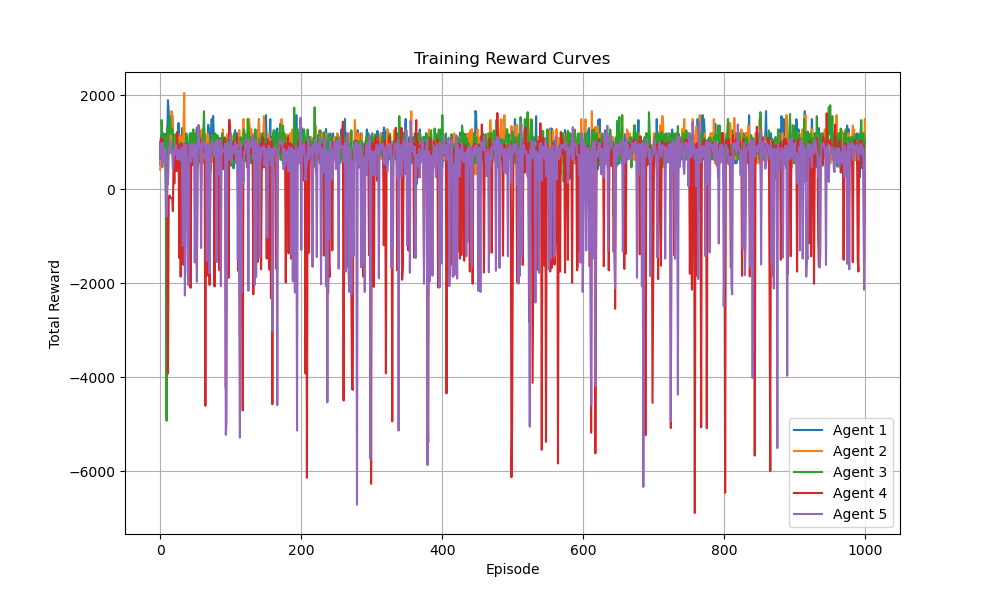 Training Reward Curves
Total Reward
2000
0
−2000
−4000
−6000
0 200 400 600 800 1000
Episode
Agent 1
Agent 2
Agent 3
Agent 4
Agent 5